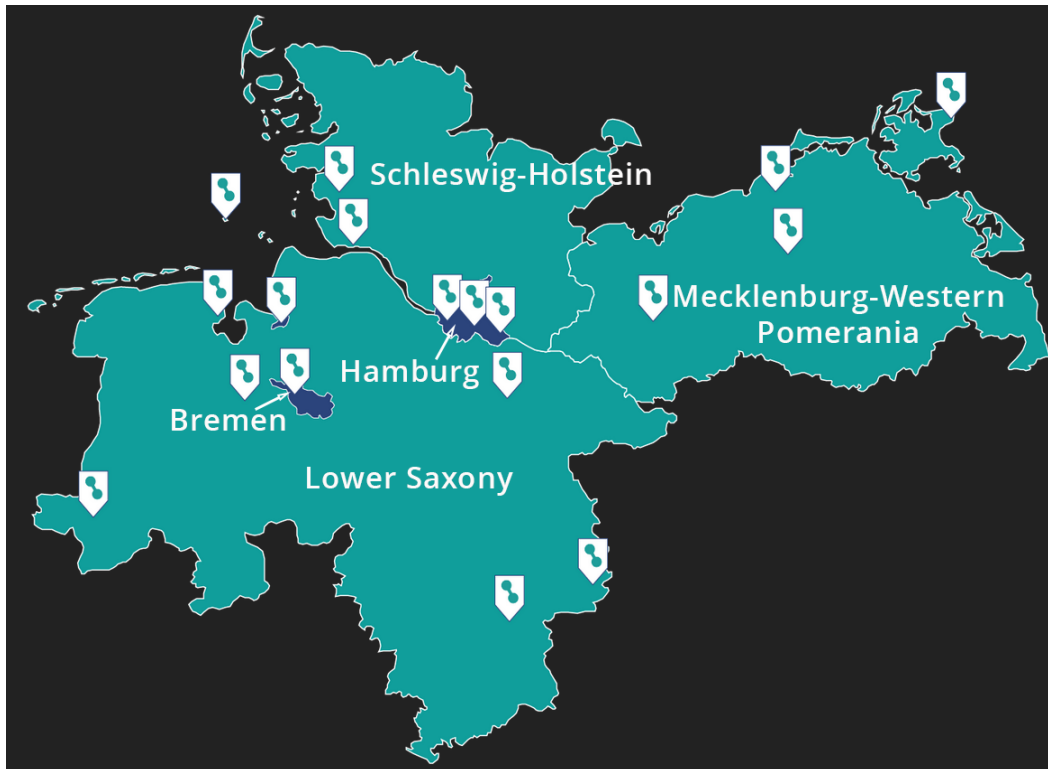 Schleswig-Holstein
Mecklenburg-Western
Pomerania
Hamburg
Bremen
Lower Saxony